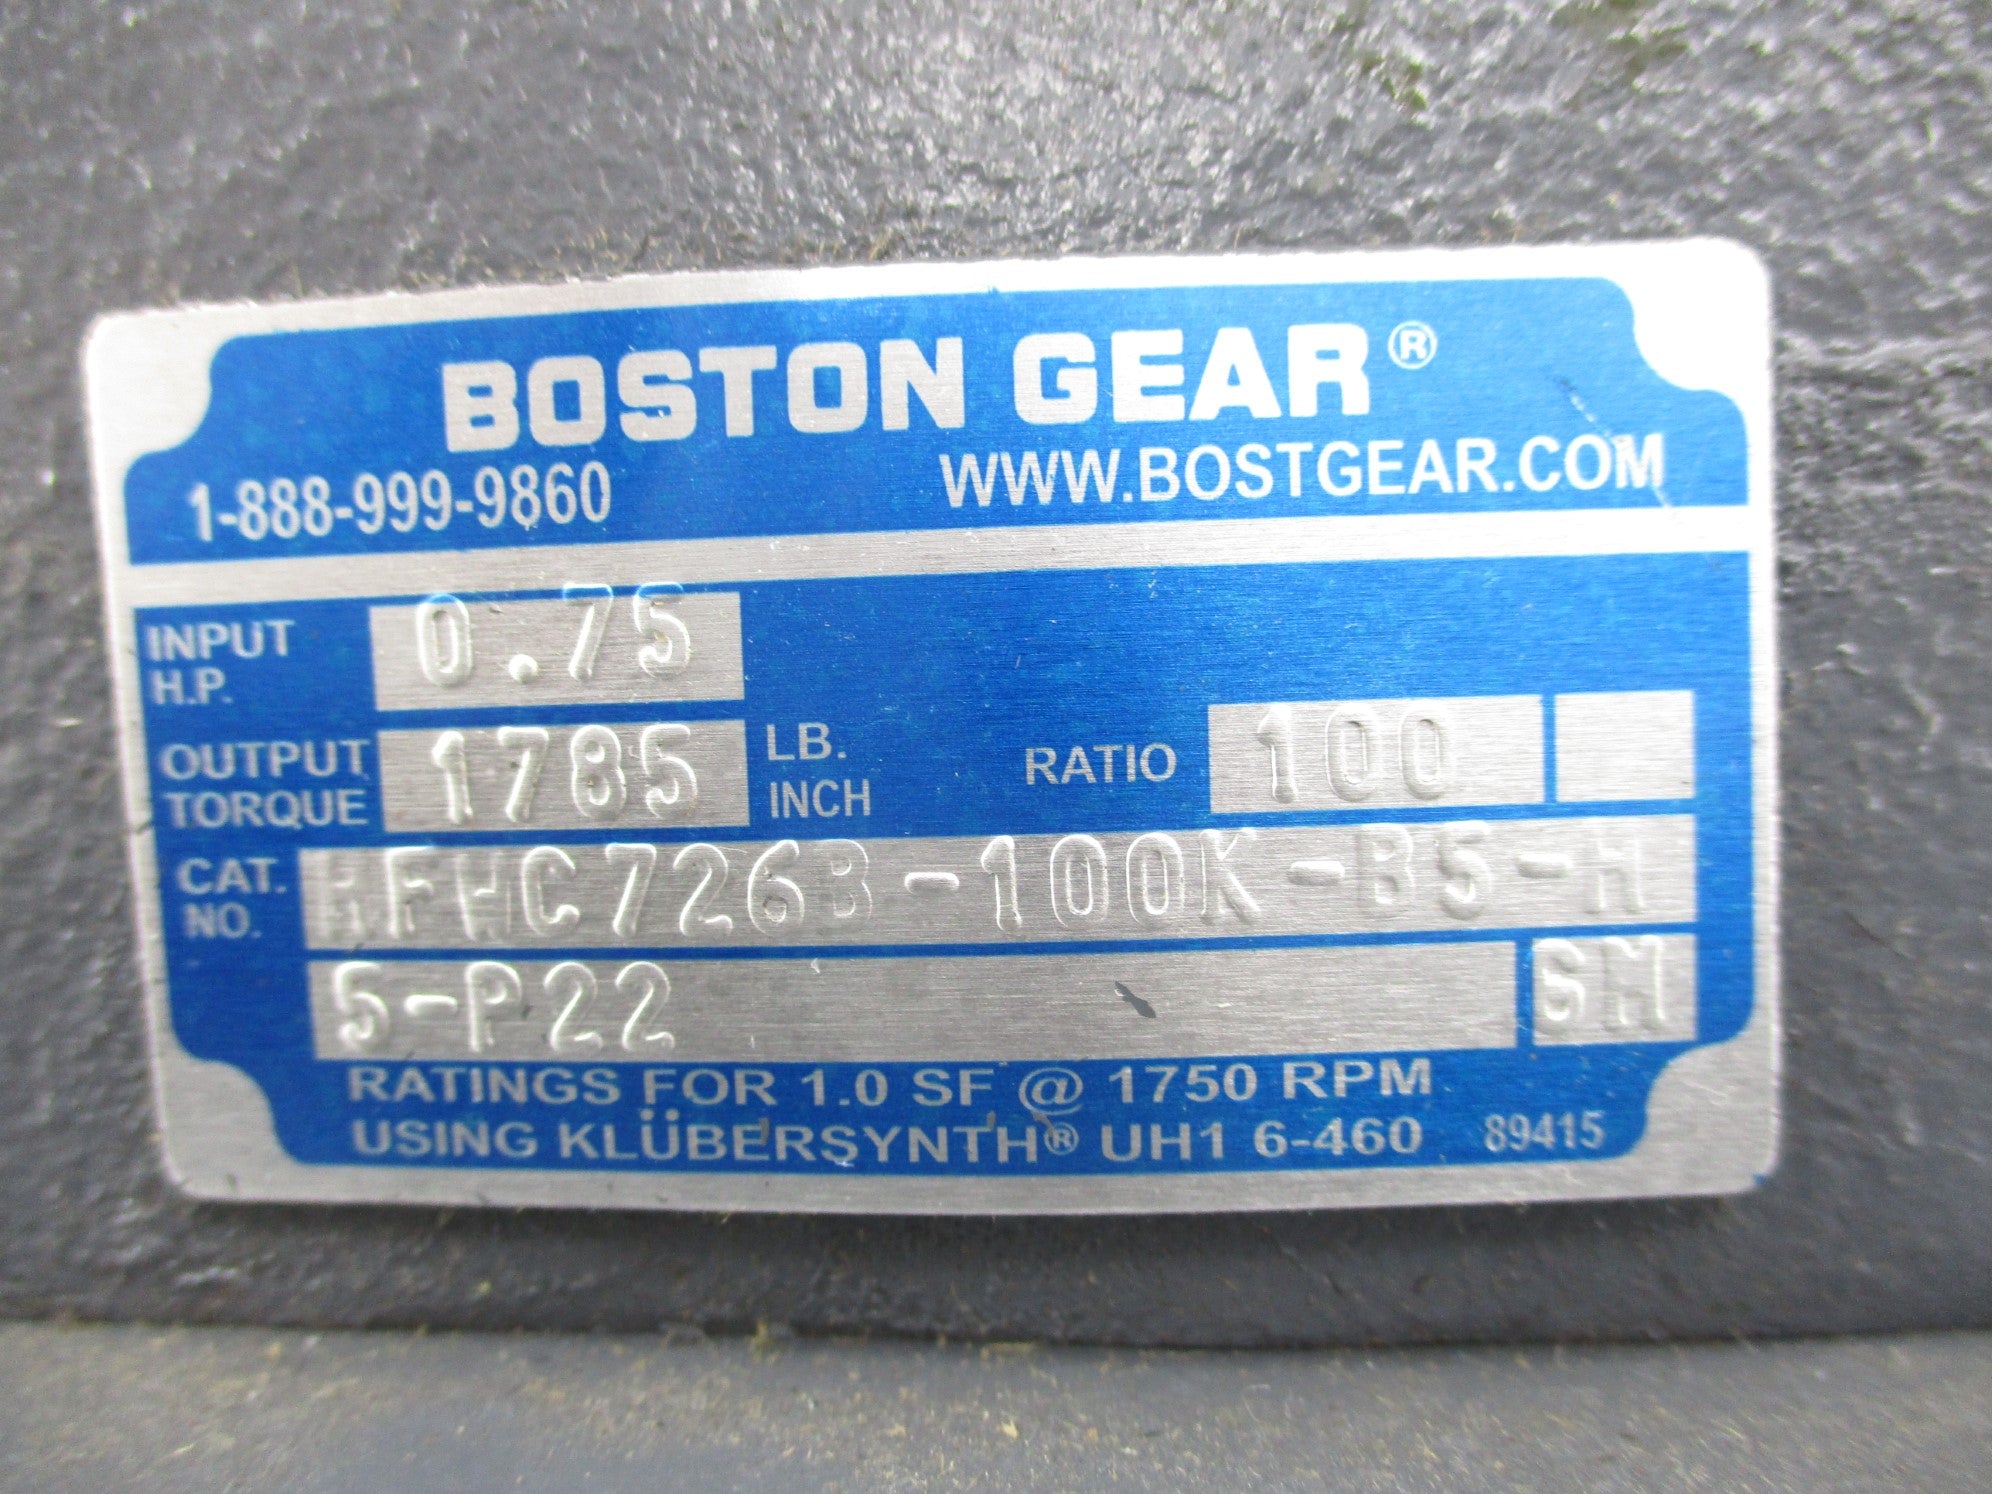 BOSTON GEAR®
1-888-999-9860 WWW.BOSTGEAR.COM
INPUT H.P. 0.75
OUTPUT TORQUE 1785 LB. INCH RATIO 100
CAT. NO. HFWC726B-100K-B5-H
5-P22 SM
RATINGS FOR 1.0 SF @ 1750 RPM
USING KLÜBERSYNTH® UH1 6-460 89415